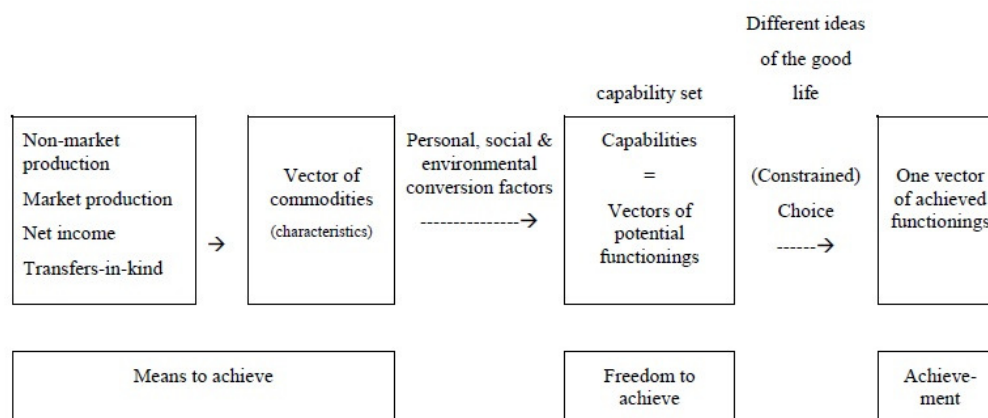 Different ideas
of the good
life
capability set
Non-market
production
Market production
Net income
Transfers-in-kind
→
Vector of
commodities
(characteristics)
Personal, social &
environmental
conversion factors
---------------→
Capabilities
=
Vectors of
potential
functionings
(Constrained)
Choice
------→
One vector
of achieved
functionings
Means to achieve
Freedom to
achieve
Achieve-
ment